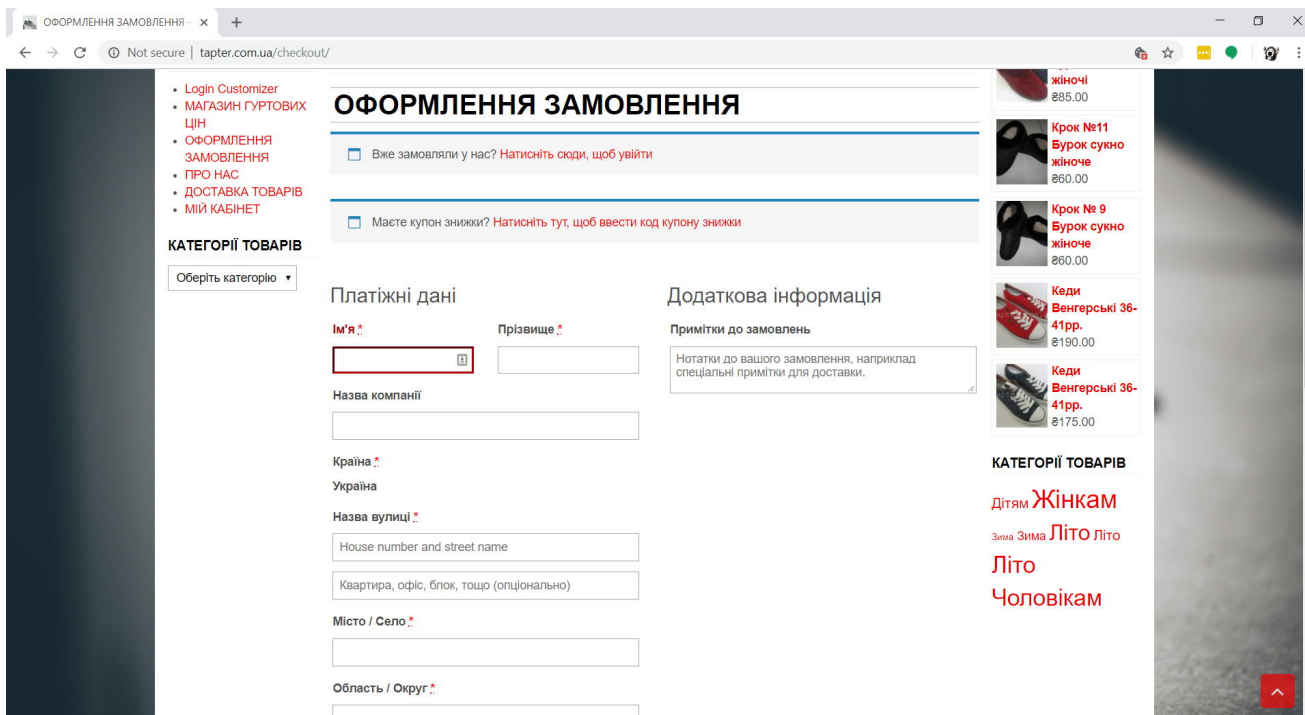 ОФОРМЛЕННЯ ЗАМОВЛЕННЯ –
Not secure | tapter.com.ua/checkout/
Login Customizer
МАГАЗИН ГУРТОВИХ
ЦІН
ОФОРМЛЕННЯ
ЗАМОВЛЕННЯ
ПРО НАС
ДОСТАВКА ТОВАРІВ
МІЙ КАБІНЕТ
КАТЕГОРІЇ ТОВАРІВ
Оберіть категорію
ОФОРМЛЕННЯ ЗАМОВЛЕННЯ
Вже замовляли у нас? Натисніть сюди, щоб увійти
Маєте купон знижки? Натисніть тут, щоб ввести код купону знижки
Платіжні дані
Ім'я *
Прізвище *
Назва компанії
Країна *
Україна
Назва вулиці *
House number and street name
Квартира, офіс, блок, тощо (опціонально)
Місто / Село *
Область / Округ *
Додаткова інформація
Примітки до замовлень
Нотатки до вашого замовлення, наприклад
спеціальні примітки для доставки.
жіночі
₴85.00
Крок №11
Бурок сукно
жіноче
₴60.00
Крок № 9
Бурок сукно
жіноче
₴60.00
Кеди
Венгерські 36-
41рр.
₴190.00
Кеди
Венгерські 36-
41рр.
₴175.00
КАТЕГОРІЇ ТОВАРІВ
Дітям Жінкам
Зима Зима Літо Літо
Літо
Чоловікам